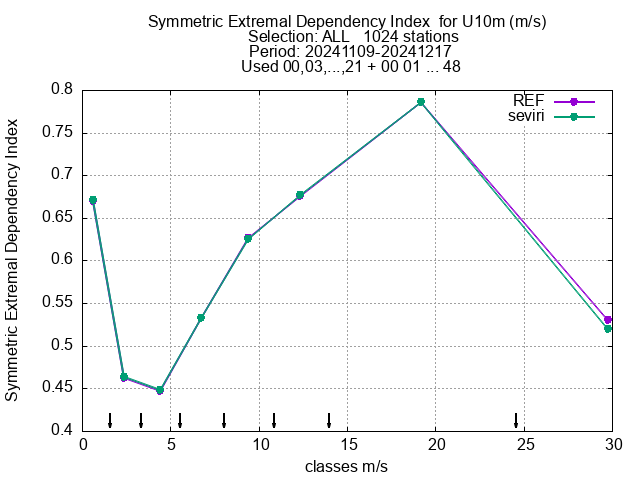 Symmetric Extremal Dependency Index  for U10m (m/s)
Selection: ALL   1024 stations
Period: 20241109-20241217
Used 00,03,...,21 + 00 01 ... 48
REF
seviri
Symmetric Extremal Dependency Index
0.8
0.75
0.7
0.65
0.6
0.55
0.5
0.45
0.4
0 5 10 15 20 25 30
classes m/s